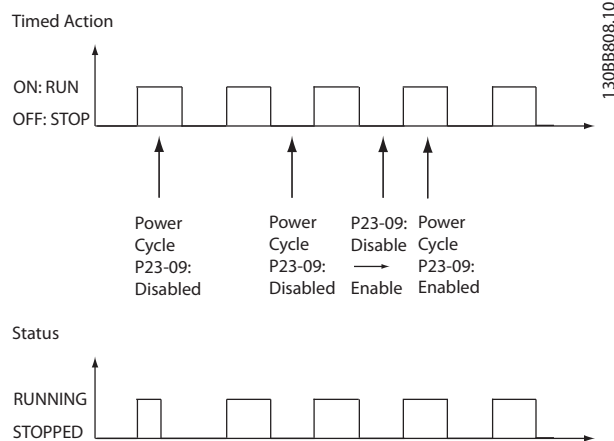 Timed Action
130BB808.10
ON: RUN
OFF: STOP
Power
Cycle
P23-09:
Disabled
Power
Cycle
P23-09:
Disabled
P23-09:
Disable
Enable
Power
Cycle
P23-09:
Enabled
Status
RUNNING
STOPPED